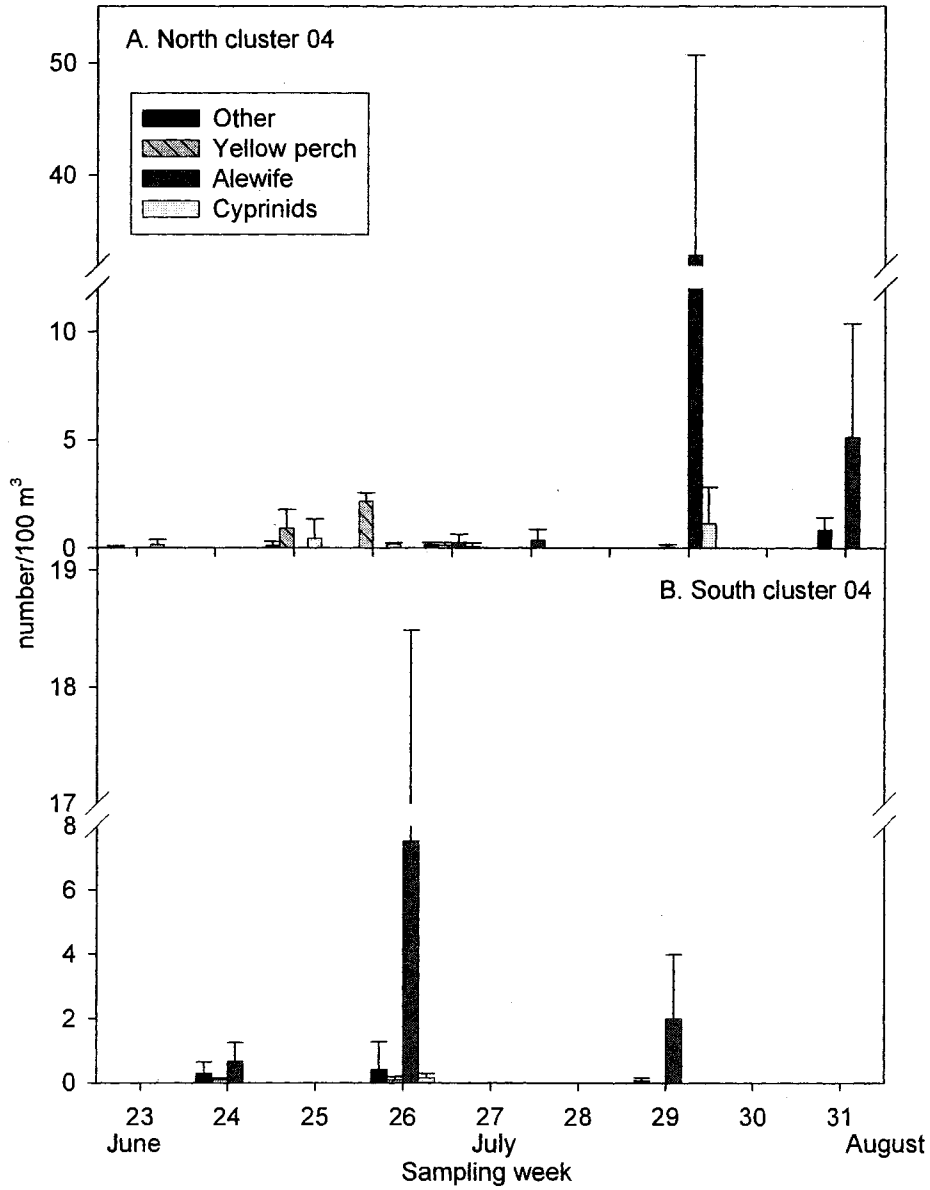 A. North cluster 04
50
Other
Yellow perch
Alewife
Cyprinids
40
10
5
0
number/100 m³
19
B. South cluster 04
18
17
8
6
4
2
0
23 24 25 26 27 28 29 30 31
June July August
Sampling week